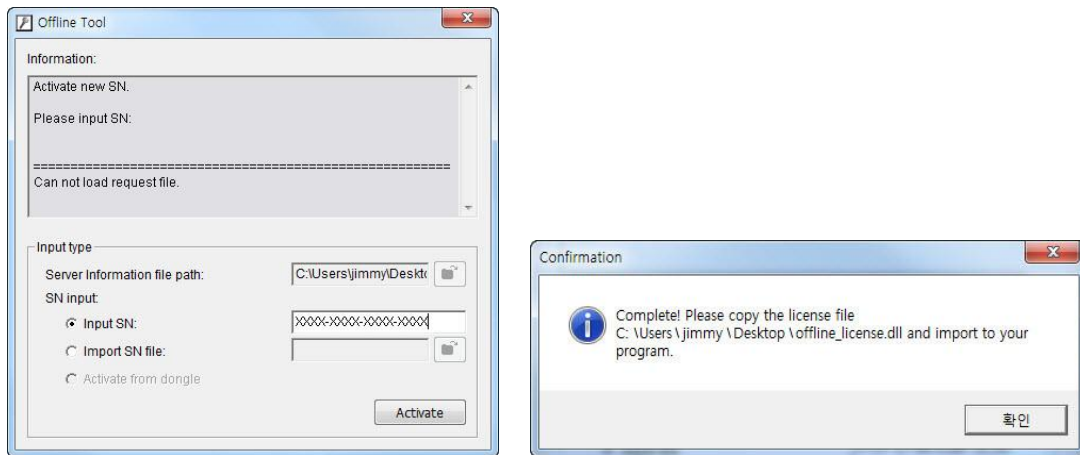 Offline Tool
Information:
Activate new SN.
Please input SN:
=======================================================
Can not load request file.
Input type
Server Information file path:
C:\Users\jimmy\Deskto
SN input:
Input SN:
XXXX-XXXX-XXXX-XXXX
Import SN file:
Activate from dongle
Activate
Confirmation
Complete! Please copy the license file
C: \Users \ jimmy \ Desktop \offline_license.dll and import to your
program.
확인